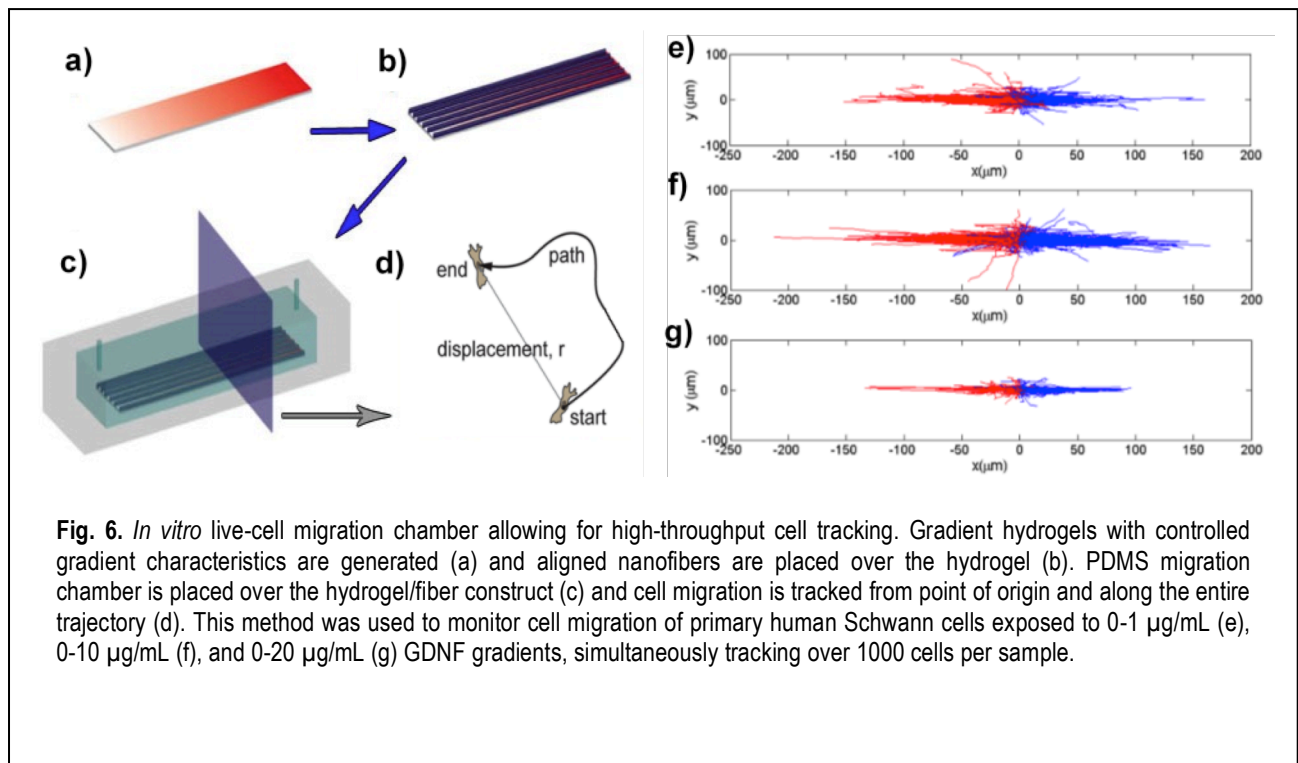 a)
b)
c)
d)
end
path
displacement, r
start
e)
100
0
-100
y (μm)
-250 -200 -150 -100 -50 0 50 100 150 200
x(μm)
f)
100
0
-100
y (μm)
-250 -200 -150 -100 -50 0 50 100 150 200
x(μm)
g)
100
0
-100
y (μm)
-250 -200 -150 -100 -50 0 50 100 150 200
x(μm)
Fig. 6. In vitro live-cell migration chamber allowing for high-throughput cell tracking. Gradient hydrogels with controlled
gradient characteristics are generated (a) and aligned nanofibers are placed over the hydrogel (b). PDMS migration
chamber is placed over the hydrogel/fiber construct (c) and cell migration is tracked from point of origin and along the entire
trajectory (d). This method was used to monitor cell migration of primary human Schwann cells exposed to 0-1 µg/mL (e),
0-10 µg/mL (f), and 0-20 µg/mL (g) GDNF gradients, simultaneously tracking over 1000 cells per sample.